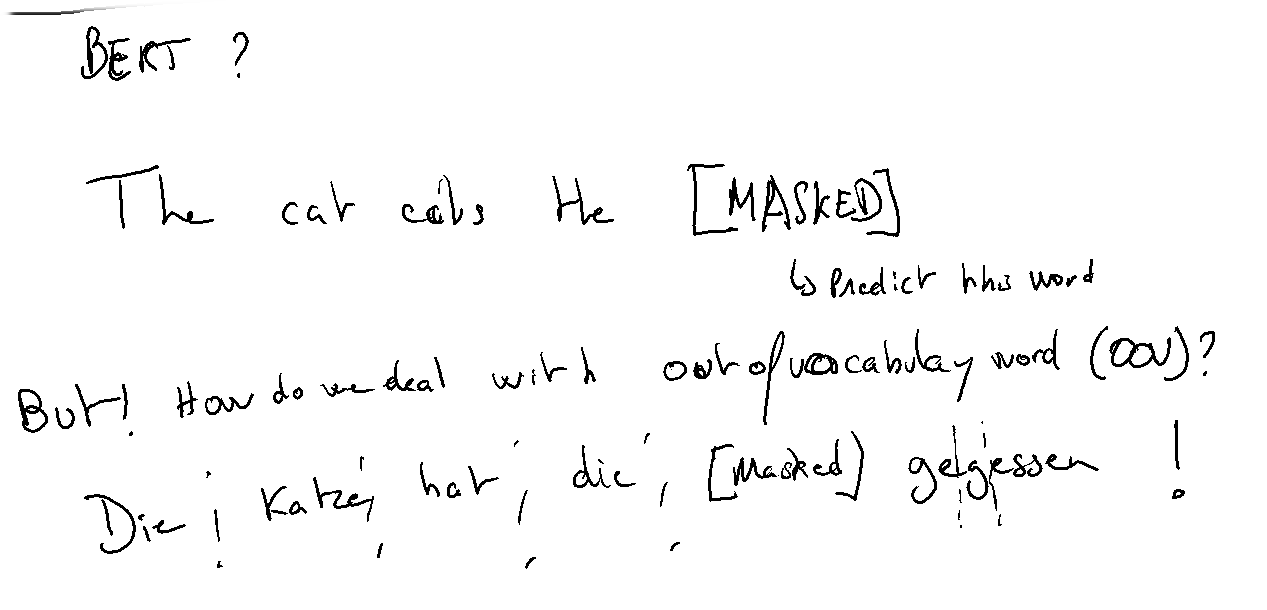 BERT ?
The cat eats the [MASKED]
↳ Predict this word
But! How do we deal with out of vocabulay word (OOV)?
Die Katze hat die [Masked] gegessen !